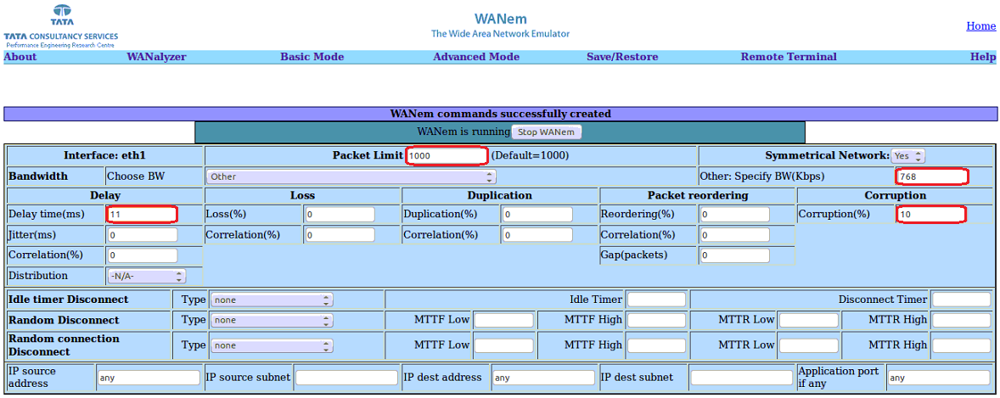 TATA
TATA CONSULTANCY SERVICES
Performance Engineering Research Centre
WANem
The Wide Area Network Emulator
Home
About WANalyzer Basic Mode Advanced Mode Save/Restore Remote Terminal Help
WANem commands successfully created
WANem is running Stop WANem
Interface: eth1 Packet Limit 1000 (Default=1000) Symmetrical Network: Yes
Bandwidth Choose BW Other Other: Specify BW(Kbps) 768
Delay Loss Duplication Packet reordering Corruption
Delay time(ms) 11 Loss(%) 0 Duplication(%) 0 Reordering(%) 0 Corruption(%) 10
Jitter(ms) 0 Correlation(%) 0 Correlation(%) 0 Correlation(%) 0
Correlation(%) 0 Gap(packets) 0
Distribution -N/A-
Idle timer Disconnect Type none Idle Timer Disconnect Timer
Random Disconnect Type none MTTF Low MTTF High MTTR Low MTTR High
Random connection
Disconnect Type none MTTF Low MTTF High MTTR Low MTTR High
IP source
address any IP source subnet IP dest address any IP dest subnet Application port
if any any